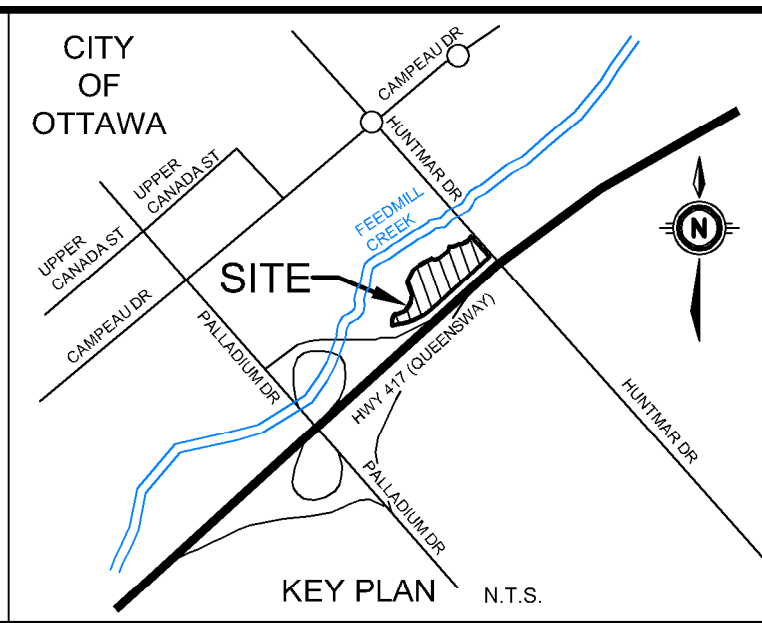 CITY
OF
OTTAWA
CAMPEAU DR
HUNTMAR DR
UPPER
CANADA ST
UPPER
CANADA ST
FEEDMILL
CREEK
N
SITE
CAMPEAU DR
PALLADIUM DR
HWY 417 (QUEENSWAY)
HUNTMAR DR
PALLADIUM DR
KEY PLAN
N.T.S.